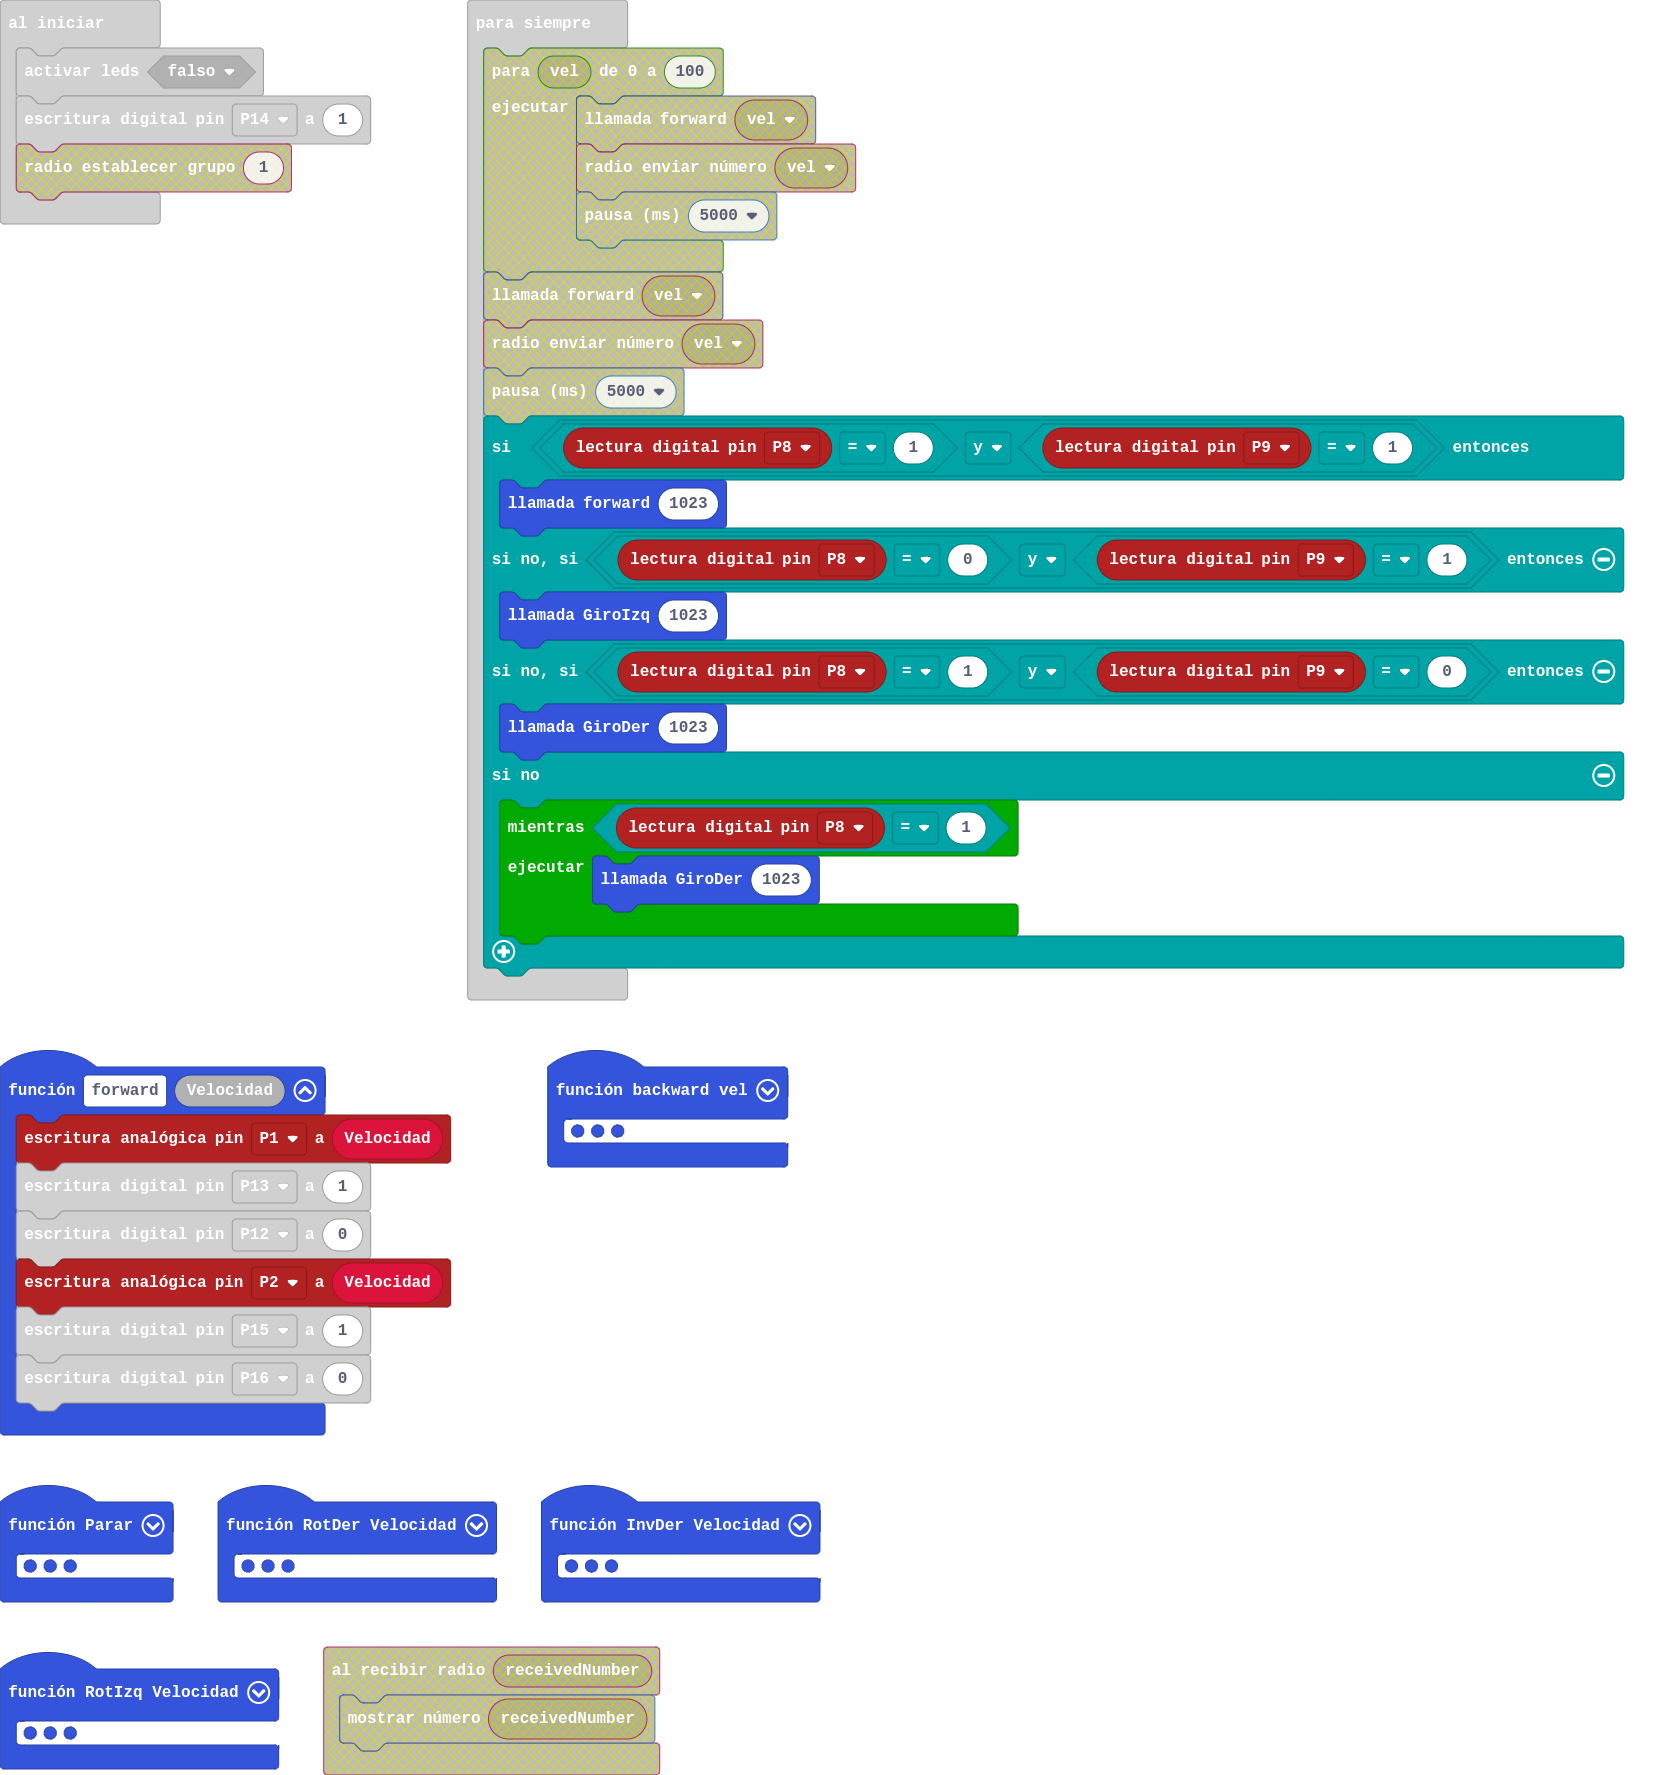 al iniciar
activar leds falso
escritura digital pin P14 a 1
radio establecer grupo 1
para siempre
para vel de 0 a 100
ejecutar
llamada forward vel
radio enviar número vel
pausa (ms) 5000
llamada forward vel
radio enviar número vel
pausa (ms) 5000
si lectura digital pin P8 = 1 y lectura digital pin P9 = 1 entonces
llamada forward 1023
si no, si lectura digital pin P8 = 0 y lectura digital pin P9 = 1 entonces
llamada GiroIzq 1023
si no, si lectura digital pin P8 = 1 y lectura digital pin P9 = 0 entonces
llamada GiroDer 1023
si no
mientras lectura digital pin P8 = 1
ejecutar llamada GiroDer 1023
función forward Velocidad
escritura analógica pin P1 a Velocidad
escritura digital pin P13 a 1
escritura digital pin P12 a 0
escritura analógica pin P2 a Velocidad
escritura digital pin P15 a 1
escritura digital pin P16 a 0
función backward vel
función Parar
función RotDer Velocidad
función InvDer Velocidad
función RotIzq Velocidad
al recibir radio receivedNumber
mostrar número receivedNumber